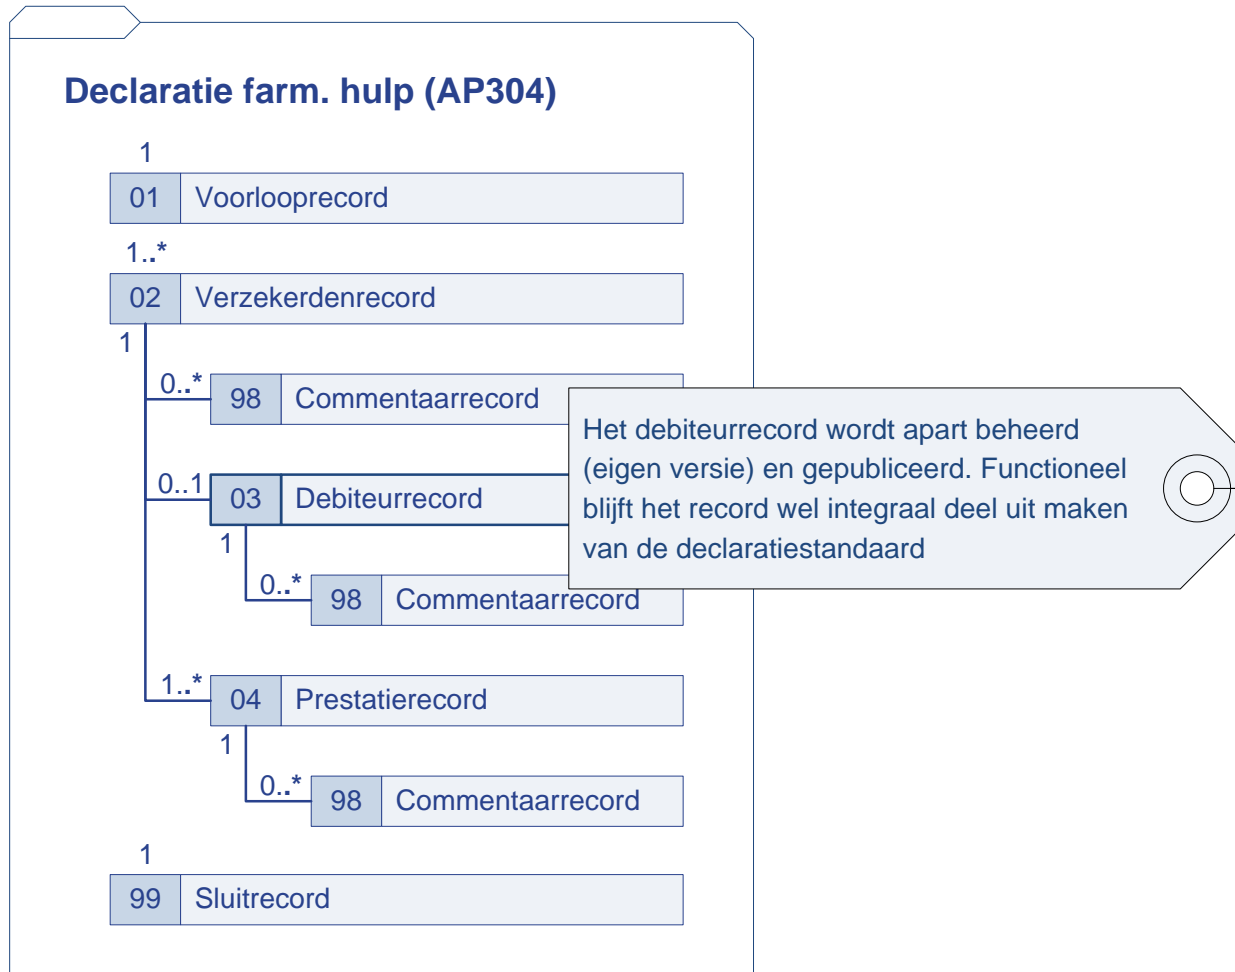 Declaratie farm. hulp (AP304)
1
01 Voorlooprecord
1..*
02 Verzekerdenrecord
1
0..* 98 Commentaarrecord
Het debiteurrecord wordt apart beheerd
(eigen versie) en gepubliceerd. Functioneel
blijft het record wel integraal deel uit maken
van de declaratiestandaard
0..1 03 Debiteurrecord
1
0..* 98 Commentaarrecord
1..* 04 Prestatierecord
1
0..* 98 Commentaarrecord
1
99 Sluitrecord